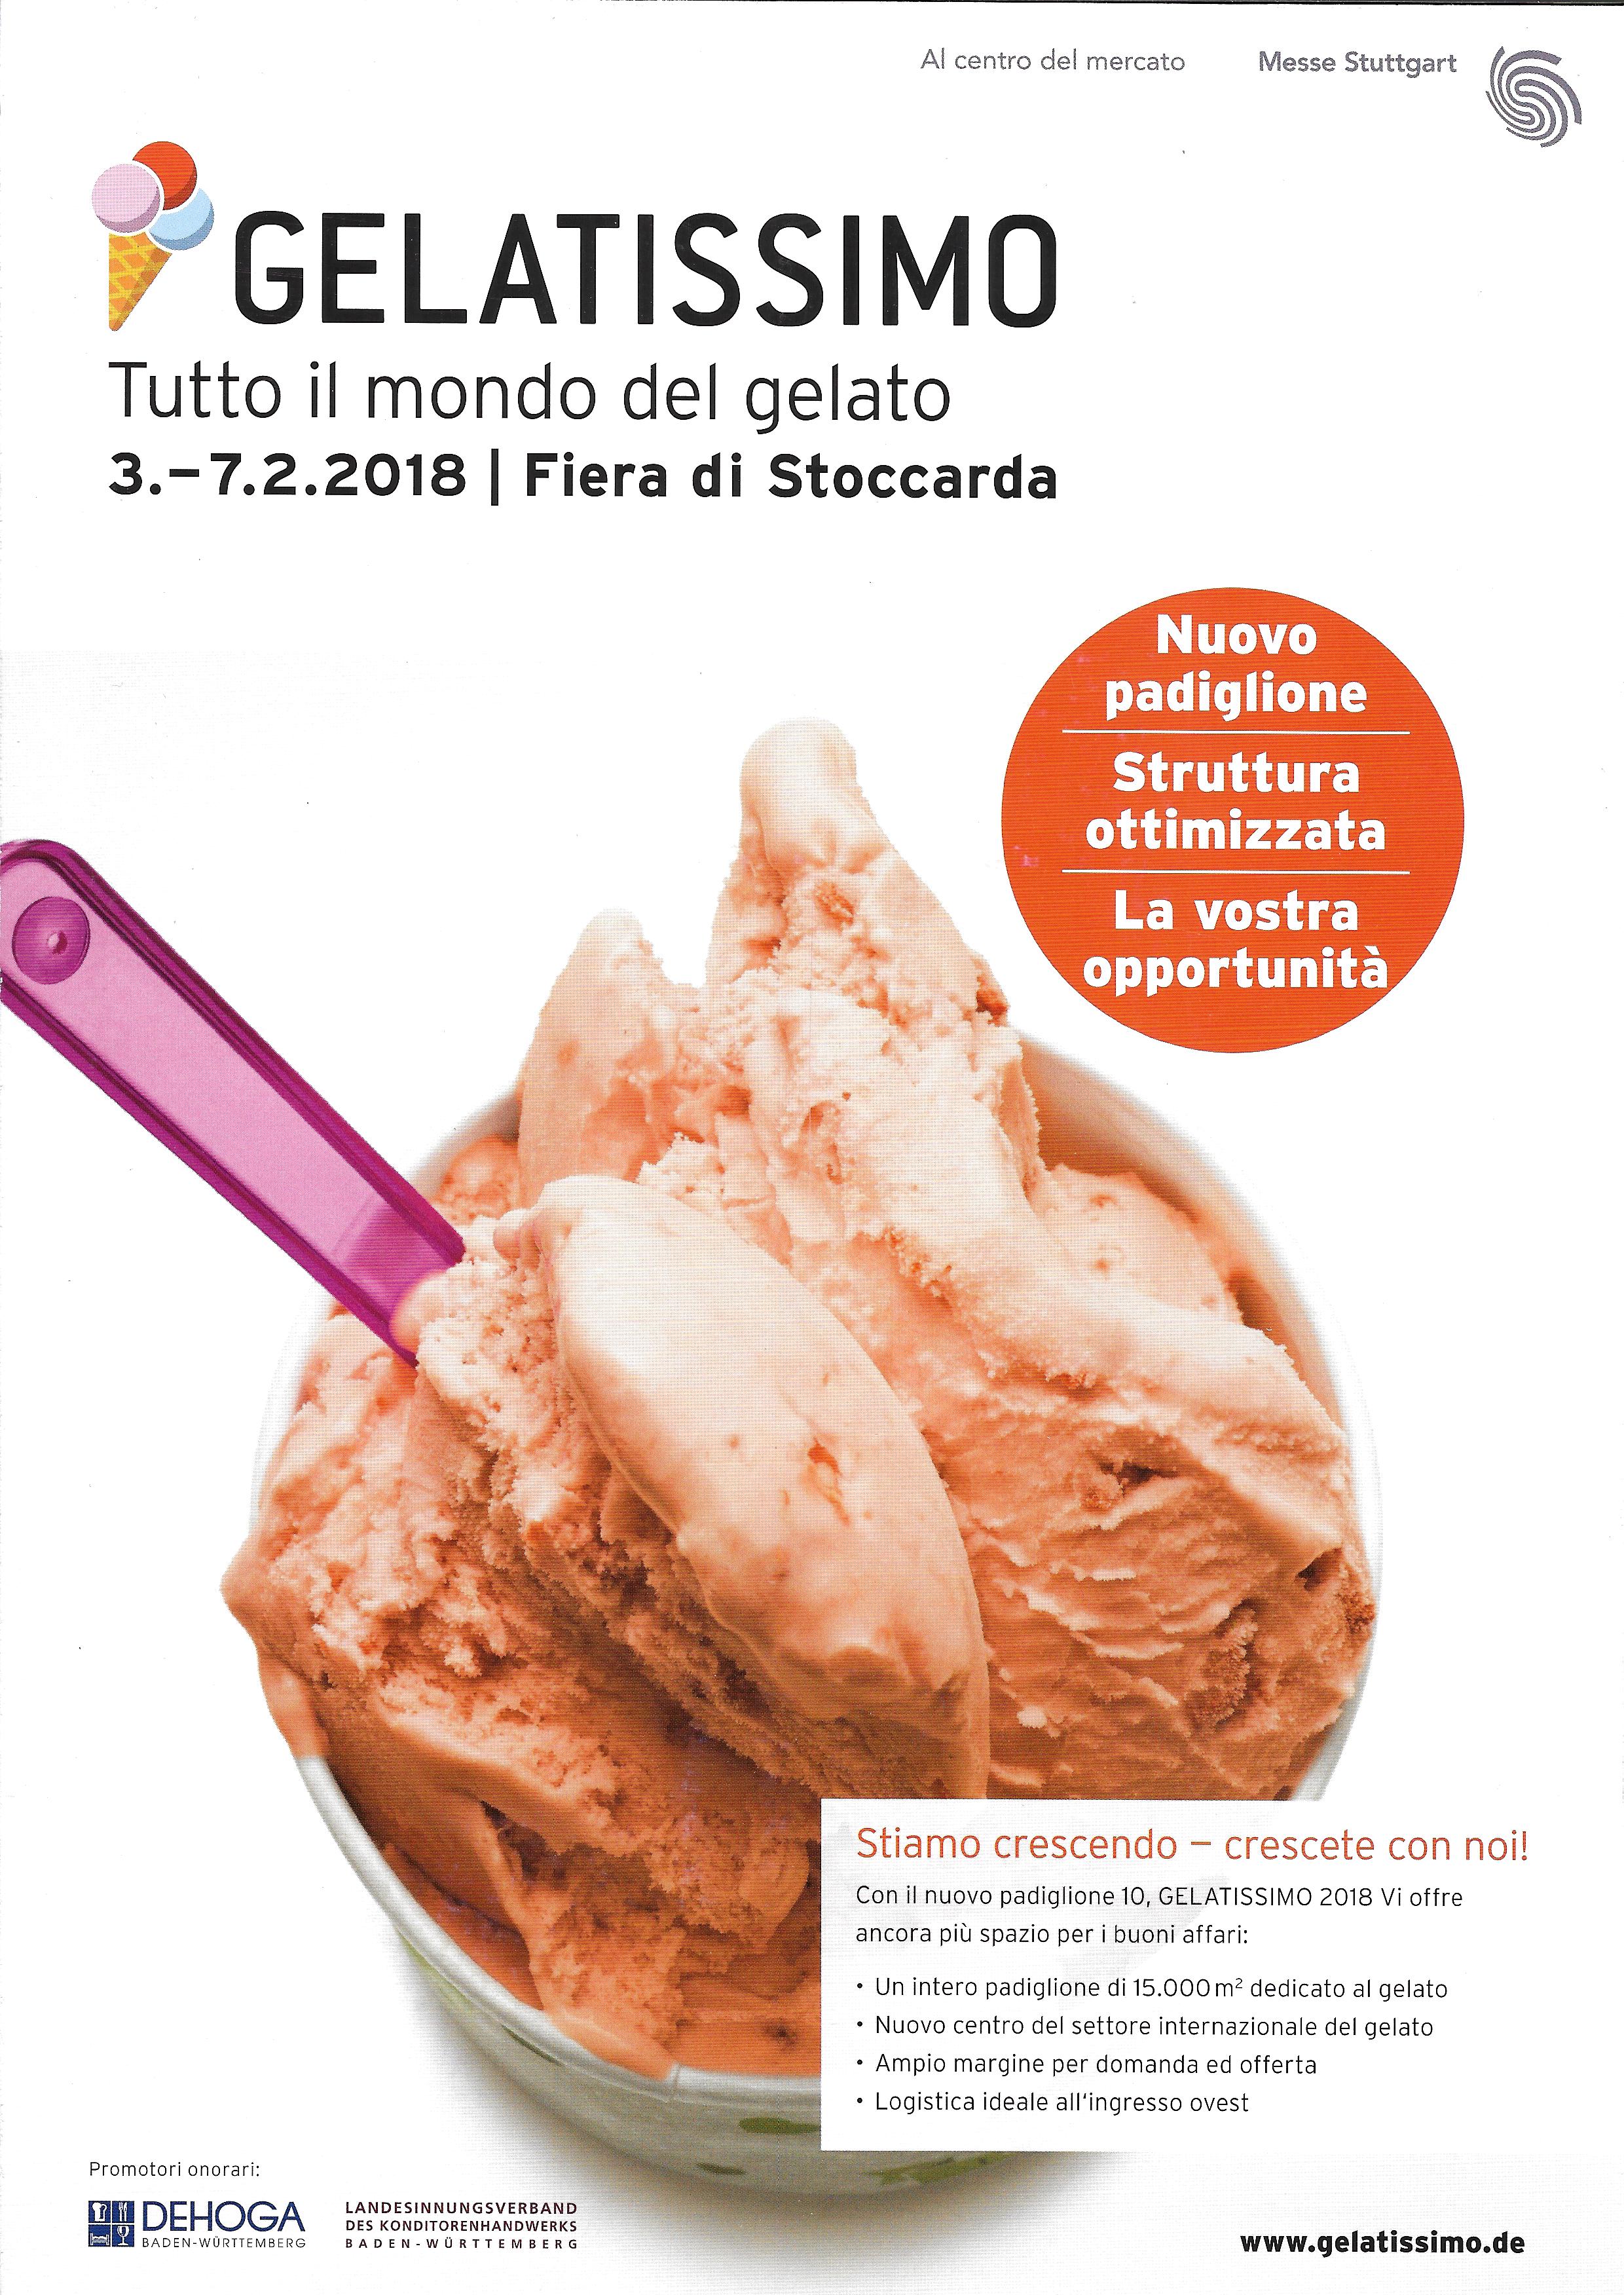 Al centro del mercato Messe Stuttgart
GELATISSIMO
Tutto il mondo del gelato
3.–7.2.2018 | Fiera di Stoccarda
Nuovo
padiglione
Struttura
ottimizzata
La vostra
opportunità
Stiamo crescendo – crescete con noi!
Con il nuovo padiglione 10, GELATISSIMO 2018 Vi offre
ancora più spazio per i buoni affari:
• Un intero padiglione di 15.000 m² dedicato al gelato
• Nuovo centro del settore internazionale del gelato
• Ampio margine per domanda ed offerta
• Logistica ideale all'ingresso ovest
Promotori onorari:
DEHOGA
BADEN-WÜRTTEMBERG
LANDESINNUNGSVERBAND
DES KONDITORENHANDWERKS
BADEN-WÜRTTEMBERG
www.gelatissimo.de